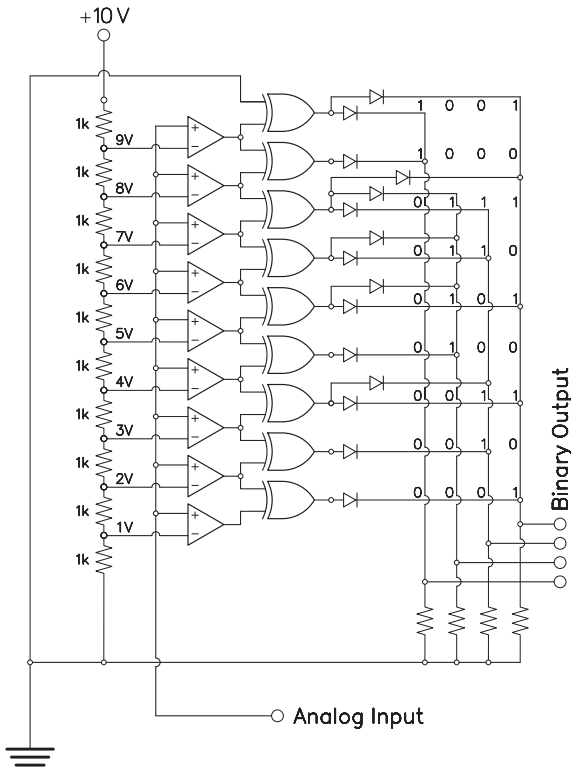 +10V
1 0 0 1
1k
9V
+
−
1 0 0 0
1k
8V
+
−
0 1 1 1
1k
7V
+
−
0 1 1 0
1k
6V
+
−
0 1 0 1
1k
5V
+
−
0 1 0 0
1k
4V
+
−
0 0 1 1
1k
3V
+
−
0 0 1 0
1k
2V
+
−
0 0 0 1
1k
1V
+
−
1k
Binary Output
Analog Input